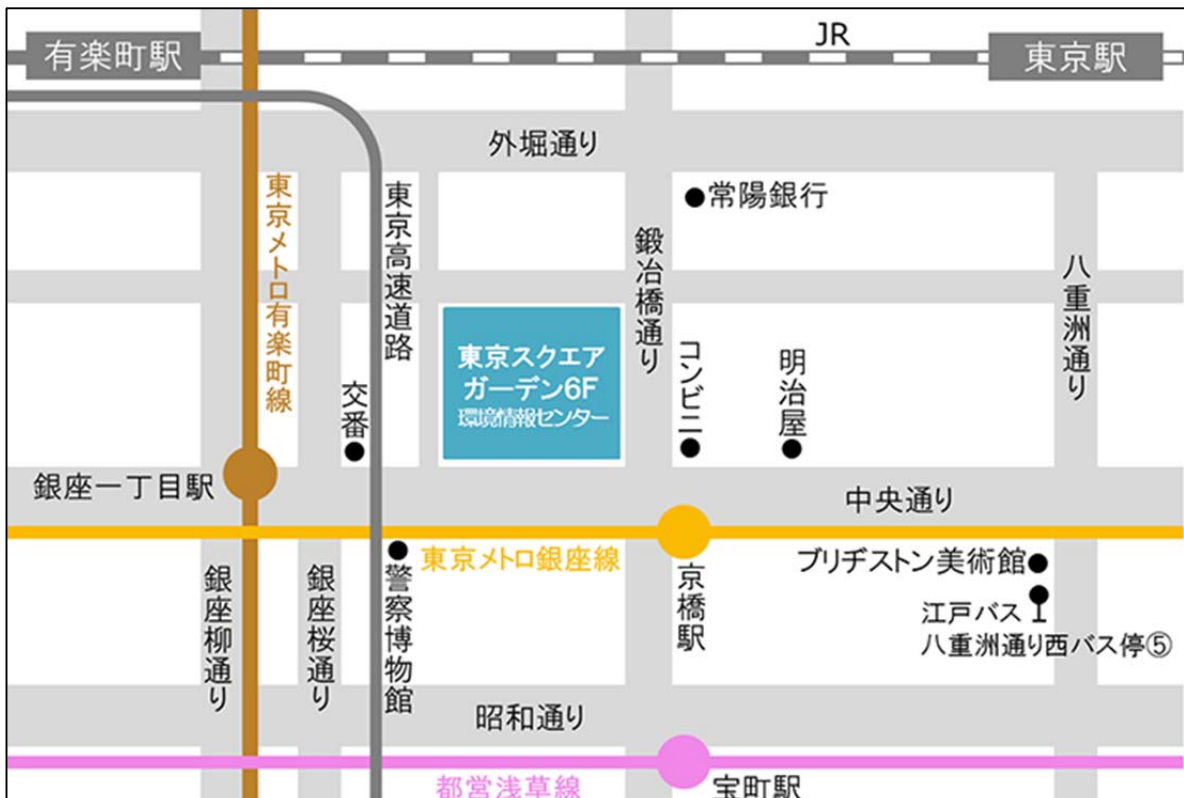 有楽町駅
JR
東京駅
外堀通り
東京メトロ有楽町線
東京高速道路
常陽銀行
鍛冶橋通り
八重洲通り
東京スクエア
ガーデン6F
環境情報センター
コンビニ
明治屋
交番
銀座一丁目駅
中央通り
東京メトロ銀座線
京橋駅
ブリヂストン美術館
江戸バス
八重洲通り西バス停⑤
銀座柳通り
銀座桜通り
警察博物館
昭和通り
都営浅草線
宝町駅